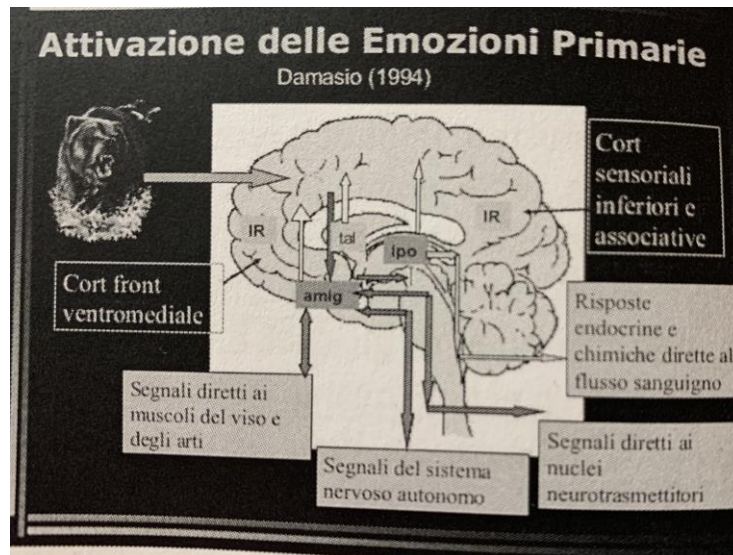 Attivazione delle Emozioni Primarie
Damasio (1994)
Cort
sensoriali
inferiori e
associative
IR
IR
tal
ipo
amig
Cort front
ventromediale
Risposte
endocrine e
chimiche dirette al
flusso sanguigno
Segnali diretti ai
muscoli del viso e
degli arti
Segnali del sistema
nervoso autonomo
Segnali diretti ai
nuclei
neurotrasmettitori